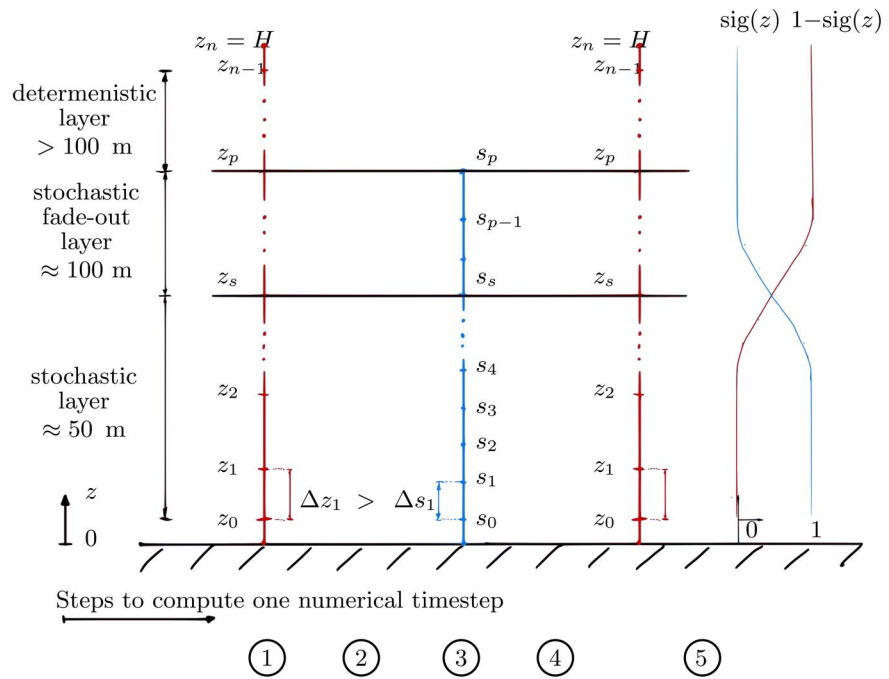 sig(z) 1−sig(z)
z_n = H
z_n = H
z_{n−1}
z_{n−1}
determenistic
layer
> 100 m
z_p
s_p
z_p
stochastic
fade-out
layer
≈ 100 m
s_{p−1}
z_s
s_s
z_s
s_4
stochastic
layer
≈ 50 m
z_2
s_3
z_2
s_2
z_1
s_1
z_1
Δz_1 > Δs_1
z
z_0
s_0
z_0
0
0
1
Steps to compute one numerical timestep
1 2 3 4 5